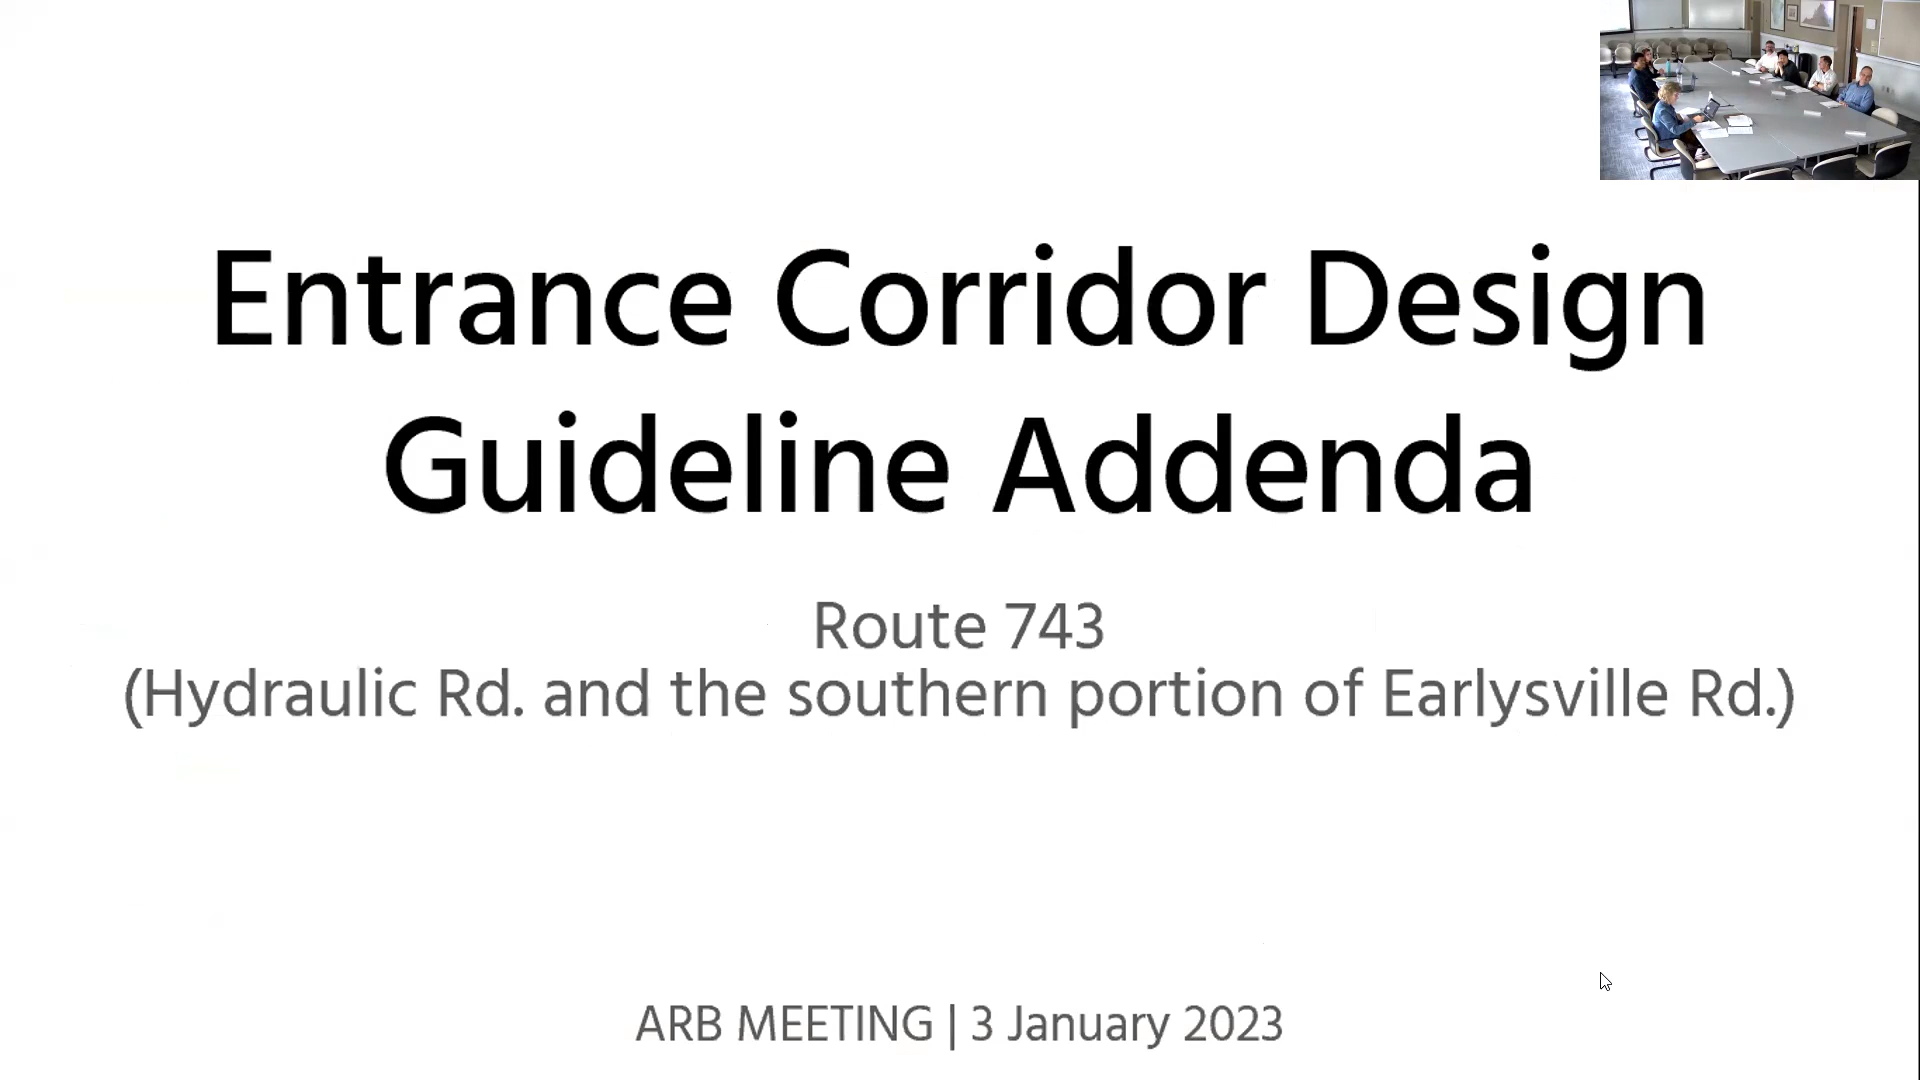 Entrance Corridor Design
Guideline Addenda
Route 743
(Hydraulic Rd. and the southern portion of Earlysville Rd.)
ARB MEETING | 3 January 2023